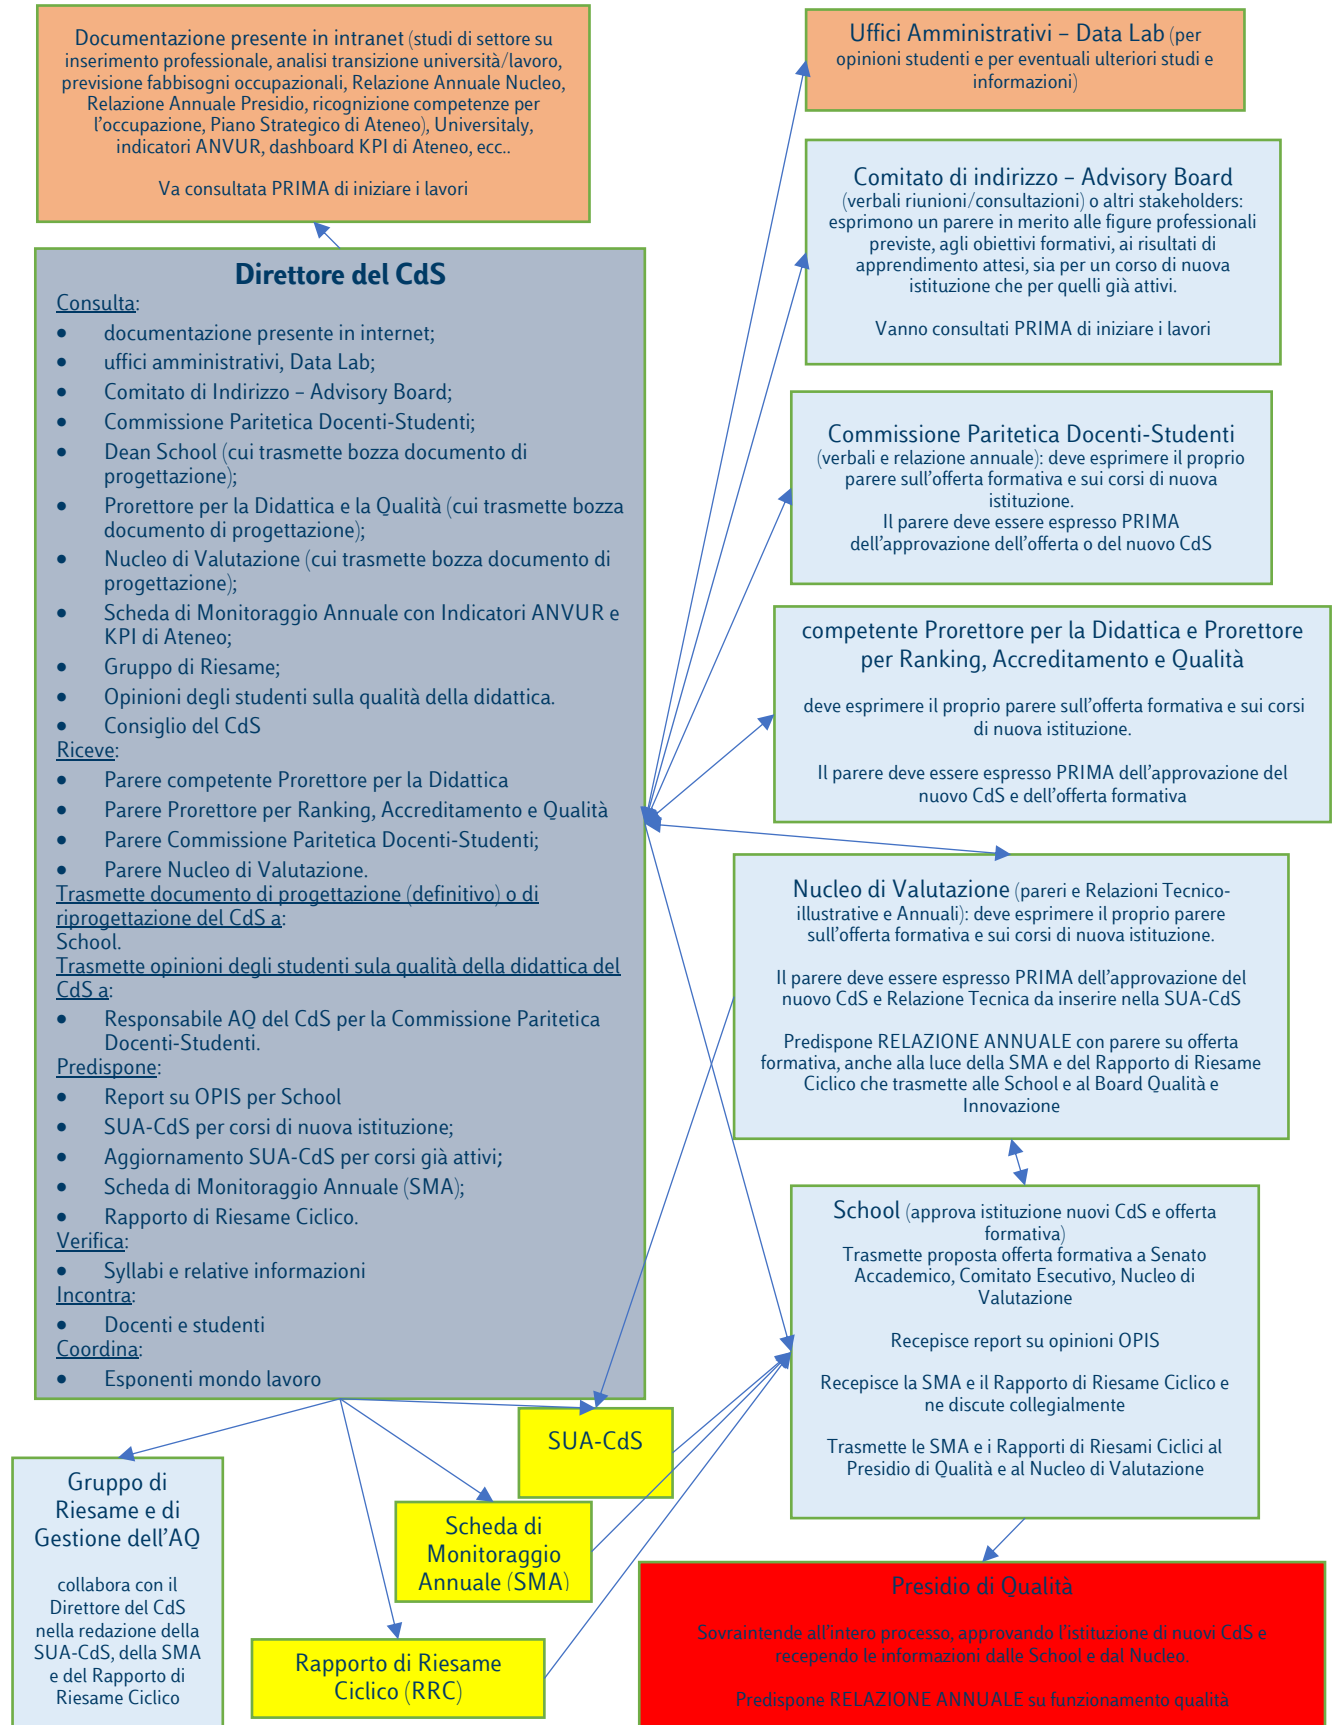 Documentazione presente in intranet (studi di settore su
inserimento professionale, analisi transizione università/lavoro,
previsione fabbisogni occupazionali, Relazione Annuale Nucleo,
Relazione Annuale Presidio, ricognizione competenze per
l'occupazione, Piano Strategico di Ateneo), Universitaly,
indicatori ANVUR, dashboard KPI di Ateneo, ecc..
Va consultata PRIMA di iniziare i lavori
Direttore del CdS
Consulta:
• documentazione presente in internet;
• uffici amministrativi, Data Lab;
• Comitato di Indirizzo – Advisory Board;
• Commissione Paritetica Docenti-Studenti;
• Dean School (cui trasmette bozza documento di
progettazione);
• Prorettore per la Didattica e la Qualità (cui trasmette bozza
documento di progettazione);
• Nucleo di Valutazione (cui trasmette bozza documento di
progettazione);
• Scheda di Monitoraggio Annuale con Indicatori ANVUR e
KPI di Ateneo;
• Gruppo di Riesame;
• Opinioni degli studenti sulla qualità della didattica.
• Consiglio del CdS
Riceve:
• Parere competente Prorettore per la Didattica
• Parere Prorettore per Ranking, Accreditamento e Qualità
• Parere Commissione Paritetica Docenti-Studenti;
• Parere Nucleo di Valutazione.
Trasmette documento di progettazione (definitivo) o di
riprogettazione del CdS a:
School.
Trasmette opinioni degli studenti sula qualità della didattica del
CdS a:
• Responsabile AQ del CdS per la Commissione Paritetica
Docenti-Studenti.
Predispone:
• Report su OPIS per School
• SUA-CdS per corsi di nuova istituzione;
• Aggiornamento SUA-CdS per corsi già attivi;
• Scheda di Monitoraggio Annuale (SMA);
• Rapporto di Riesame Ciclico.
Verifica:
• Syllabi e relative informazioni
Incontra:
• Docenti e studenti
Coordina:
• Esponenti mondo lavoro
Uffici Amministrativi – Data Lab (per
opinioni studenti e per eventuali ulteriori studi e
informazioni)
Comitato di indirizzo – Advisory Board
(verbali riunioni/consultazioni) o altri stakeholders:
esprimono un parere in merito alle figure professionali
previste, agli obiettivi formativi, ai risultati di
apprendimento attesi, sia per un corso di nuova
istituzione che per quelli già attivi.
Vanno consultati PRIMA di iniziare i lavori
Commissione Paritetica Docenti-Studenti
(verbali e relazione annuale): deve esprimere il proprio
parere sull'offerta formativa e sui corsi di nuova
istituzione.
Il parere deve essere espresso PRIMA
dell'approvazione dell'offerta o del nuovo CdS
competente Prorettore per la Didattica e Prorettore
per Ranking, Accreditamento e Qualità
deve esprimere il proprio parere sull'offerta formativa e sui corsi
di nuova istituzione.
Il parere deve essere espresso PRIMA dell'approvazione del
nuovo CdS e dell'offerta formativa
Nucleo di Valutazione (pareri e Relazioni Tecnico-
illustrative e Annuali): deve esprimere il proprio parere
sull'offerta formativa e sui corsi di nuova istituzione.
Il parere deve essere espresso PRIMA dell'approvazione del
nuovo CdS e Relazione Tecnica da inserire nella SUA-CdS
Predispone RELAZIONE ANNUALE con parere su offerta
formativa, anche alla luce della SMA e del Rapporto di Riesame
Ciclico che trasmette alle School e al Board Qualità e
Innovazione
School (approva istituzione nuovi CdS e offerta
formativa)
Trasmette proposta offerta formativa a Senato
Accademico, Comitato Esecutivo, Nucleo di
Valutazione
Recepisce report su opinioni OPIS
Recepisce la SMA e il Rapporto di Riesame Ciclico e
ne discute collegialmente
Trasmette le SMA e i Rapporti di Riesami Ciclici al
Presidio di Qualità e al Nucleo di Valutazione
SUA-CdS
Gruppo di
Riesame e di
Gestione dell'AQ
collabora con il
Direttore del CdS
nella redazione della
SUA-CdS, della SMA
e del Rapporto di
Riesame Ciclico
Scheda di
Monitoraggio
Annuale (SMA)
Rapporto di Riesame
Ciclico (RRC)
Presidio di Qualità
Sovraintende all'intero processo, approvando l'istituzione di nuovi CdS e
recependo le informazioni dalle School e dal Nucleo.
Predispone RELAZIONE ANNUALE su funzionamento qualità